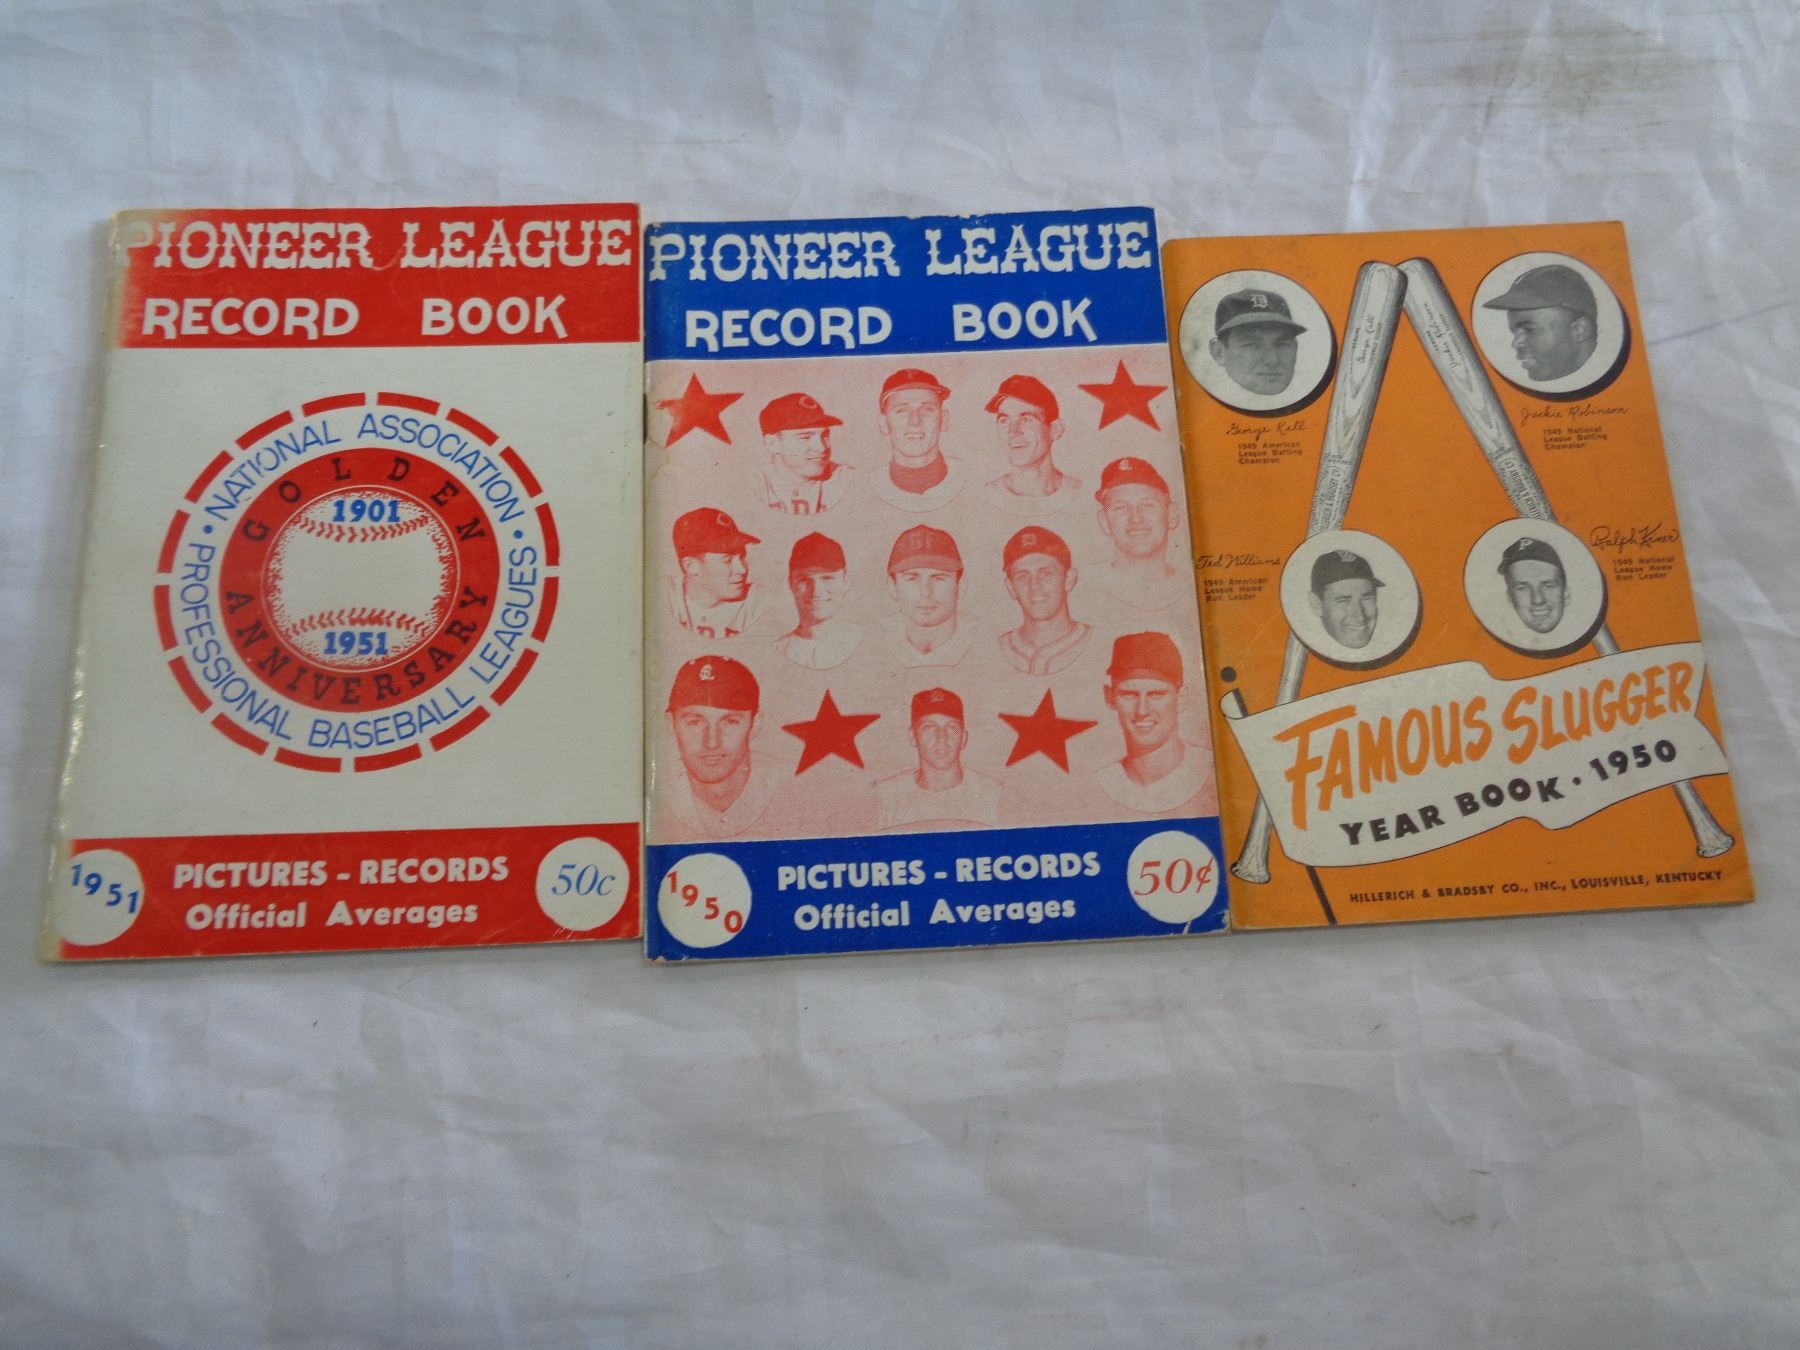 PIONEER LEAGUE
RECORD BOOK
NATIONAL ASSOCIATION
• PROFESSIONAL BASEBALL LEAGUES •
GOLDEN
ANNIVERSARY
1901
1951
1951
PICTURES - RECORDS
Official Averages
50c
PIONEER LEAGUE
RECORD BOOK
1950
PICTURES - RECORDS
Official Averages
50¢
George Kell
1949 American
League Batting
Champion
Jackie Robinson
1949 National
League Batting
Champion
Ted Williams
1949 American
League Home
Run Leader
Ralph Kiner
1949 National
League Home
Run Leader
FAMOUS SLUGGER
YEAR BOOK • 1950
HILLERICH & BRADSBY CO., INC., LOUISVILLE, KENTUCKY